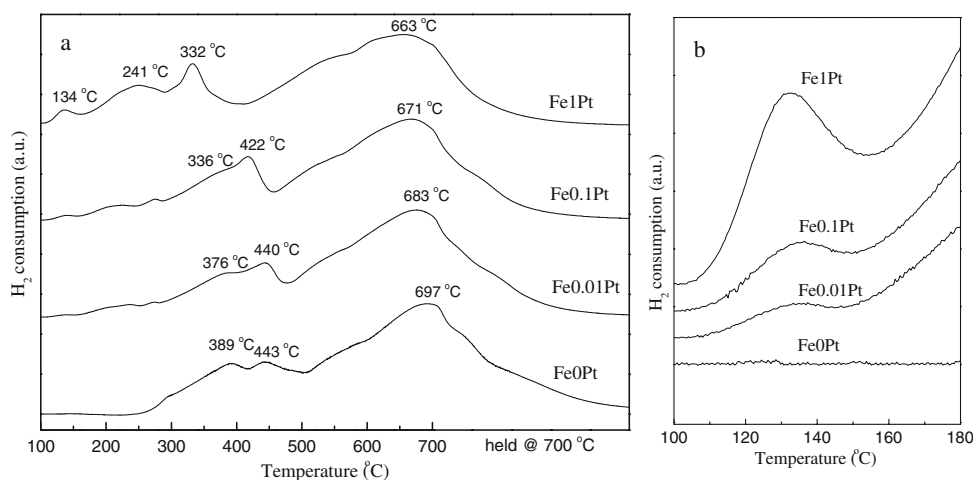 a
663 °C
332 °C
241 °C
134 °C
Fe1Pt
671 °C
422 °C
336 °C
Fe0.1Pt
683 °C
440 °C
376 °C
Fe0.01Pt
697 °C
389 °C
443 °C
Fe0Pt
H2 consumption (a.u.)
100 200 300 400 500 600 700 held @ 700 °C
Temperature (°C)
b
Fe1Pt
Fe0.1Pt
Fe0.01Pt
Fe0Pt
H2 consumption (a.u.)
100 120 140 160 180
Temperature (°C)